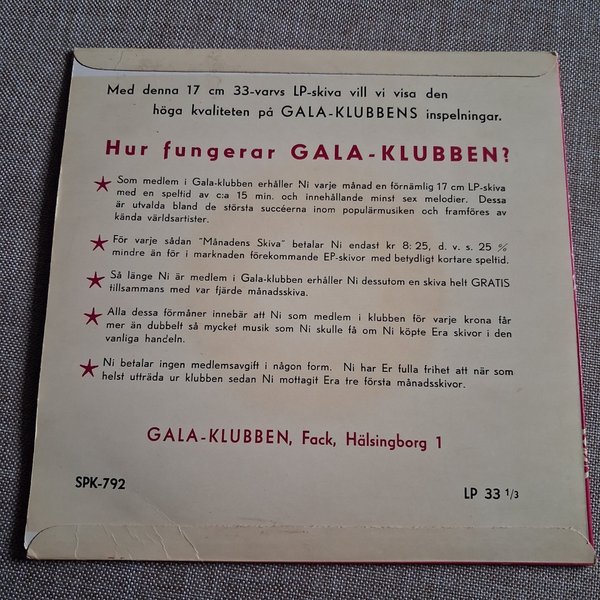 Med denna 17 cm 33-varvs LP-skiva vill vi visa den
höga kvaliteten på GALA-KLUBBENS inspelningar.
Hur fungerar GALA-KLUBBEN?
Som medlem i Gala-klubben erhåller Ni varje månad en förnämlig 17 cm LP-skiva
med en speltid av c:a 15 min. och innehållande minst sex melodier. Dessa
är utvalda bland de största succéerna inom populärmusiken och framföres av
kända världsartister.
För varje sådan "Månadens Skiva" betalar Ni endast kr 8:25, d. v. s. 25 %
mindre än för i marknaden förekommande EP-skivor med betydligt kortare speltid.
Så länge Ni är medlem i Gala-klubben erhåller Ni dessutom en skiva helt GRATIS
tillsammans med var fjärde månadsskiva.
Alla dessa förmåner innebär att Ni som medlem i klubben för varje krona får
mer än dubbelt så mycket musik som Ni skulle få om Ni köpte Era skivor i den
vanliga handeln.
Ni betalar ingen medlemsavgift i någon form. Ni har Er fulla frihet att när som
helst utträda ur klubben sedan Ni mottagit Era tre första månadsskivor.
GALA-KLUBBEN, Fack, Hälsingborg 1
SPK-792
LP 33 1/3